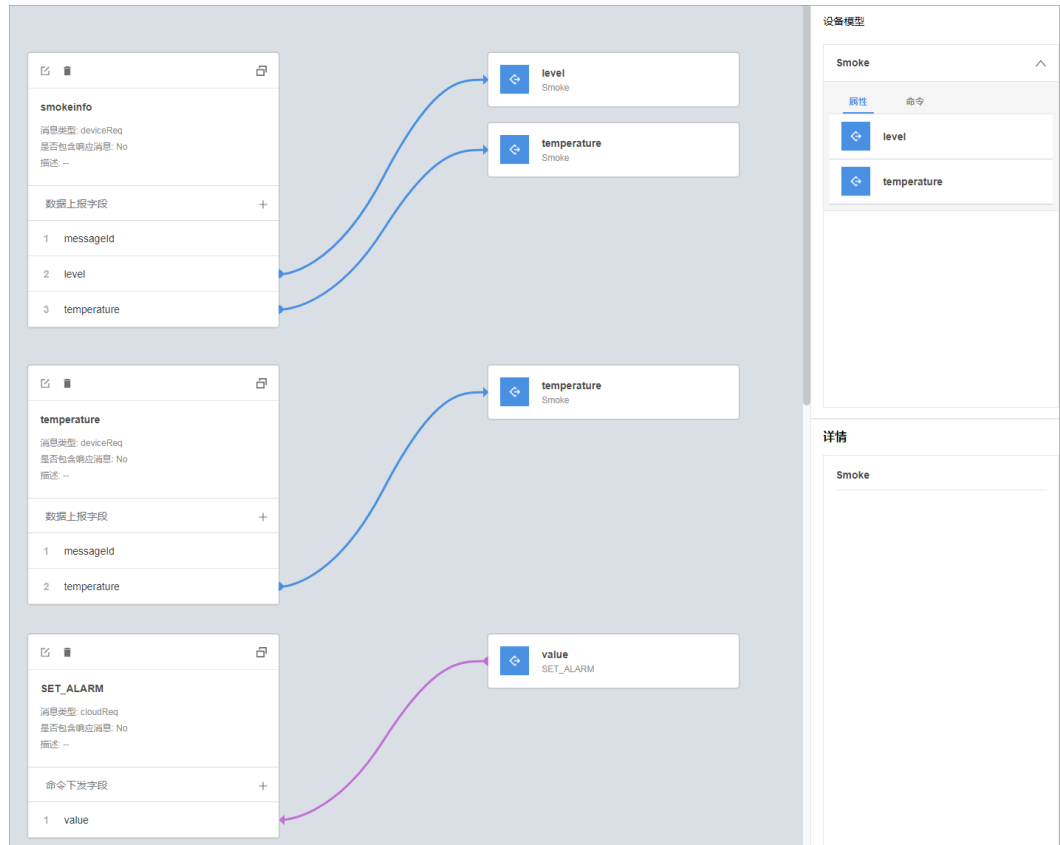 smokeinfo
消息类型: deviceReq
是否包含响应消息: No
描述: --
数据上报字段
1 messageId
2 level
3 temperature
level
Smoke
temperature
Smoke
temperature
消息类型: deviceReq
是否包含响应消息: No
描述: --
数据上报字段
1 messageId
2 temperature
temperature
Smoke
SET_ALARM
消息类型: cloudReq
是否包含响应消息: No
描述: --
命令下发字段
1 value
value
SET_ALARM
设备模型
Smoke
属性 命令
level
temperature
详情
Smoke